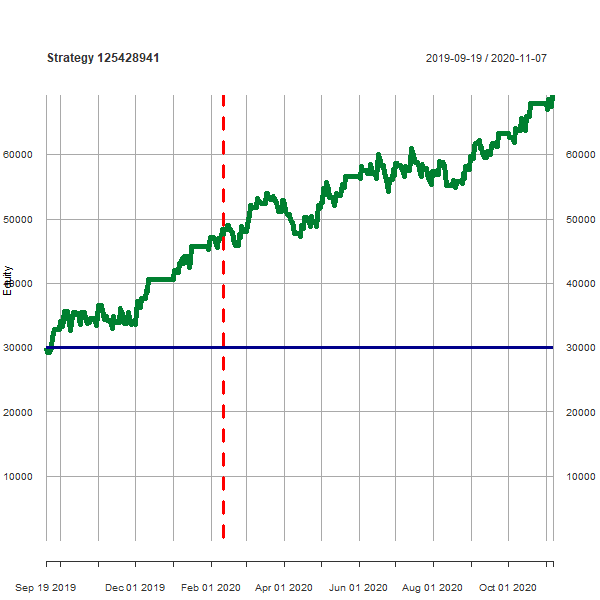 Strategy 125428941 2019-09-19 / 2020-11-07
60000 60000
50000 50000
Equity
40000 40000
30000 30000
20000 20000
10000 10000
Sep 19 2019 Dec 01 2019 Feb 01 2020 Apr 01 2020 Jun 01 2020 Aug 01 2020 Oct 01 2020